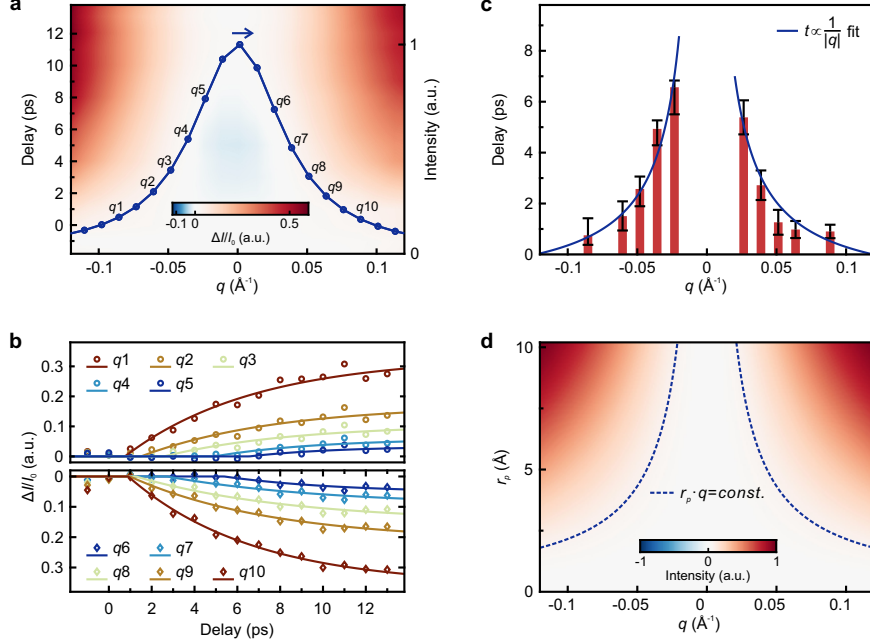 a
Delay (ps)
12
10
8
6
4
2
0
q1
q2
q3
q4
q5
q6
q7
q8
q9
q10
-0.1 0 0.5
ΔI/I₀ (a.u.)
1
0
Intensity (a.u.)
-0.1 -0.05 0 0.05 0.1
q (Å⁻¹)
b
ΔI/I₀ (a.u.)
0.3
0.2
0.1
0
q1 q2 q3
q4 q5
0
0.1
0.2
0.3
q6 q7
q8 q9 q10
0 2 4 6 8 10 12
Delay (ps)
c
t∝1/|q| fit
Delay (ps)
8
6
4
2
0
-0.1 -0.05 0 0.05 0.1
q (Å⁻¹)
d
rₚ (Å)
10
5
0
rₚ·q=const.
-1 0 1
Intensity (a.u.)
-0.1 -0.05 0 0.05 0.1
q (Å⁻¹)